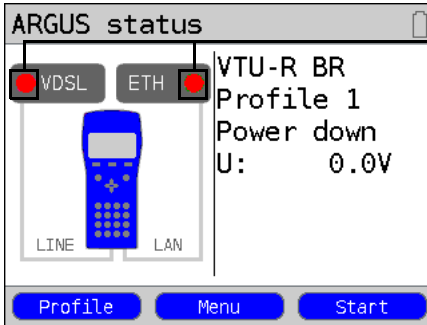 ARGUS status
VDSL ETH
VTU-R BR
Profile 1
Power down
U: 0.0V
LINE LAN
Profile Menu Start